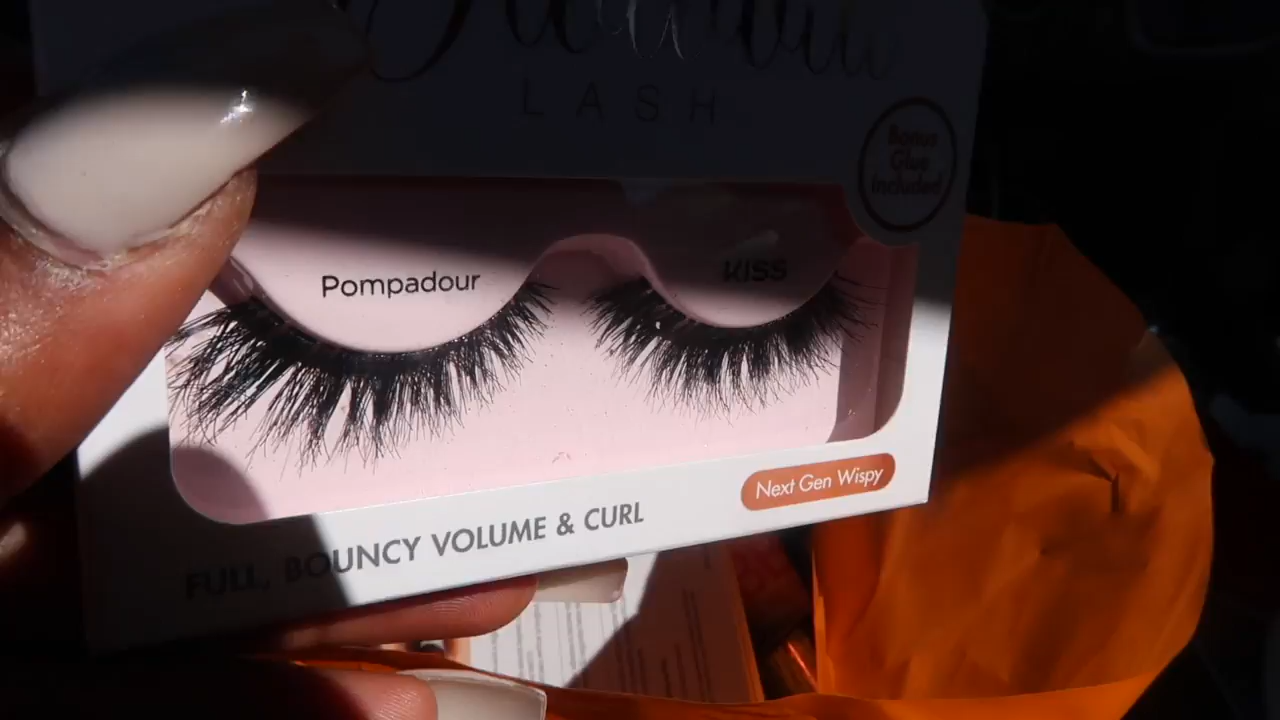 LASH
Bonus
Glue
Included
Pompadour
KISS
Next Gen Wispy
FULL, BOUNCY VOLUME & CURL